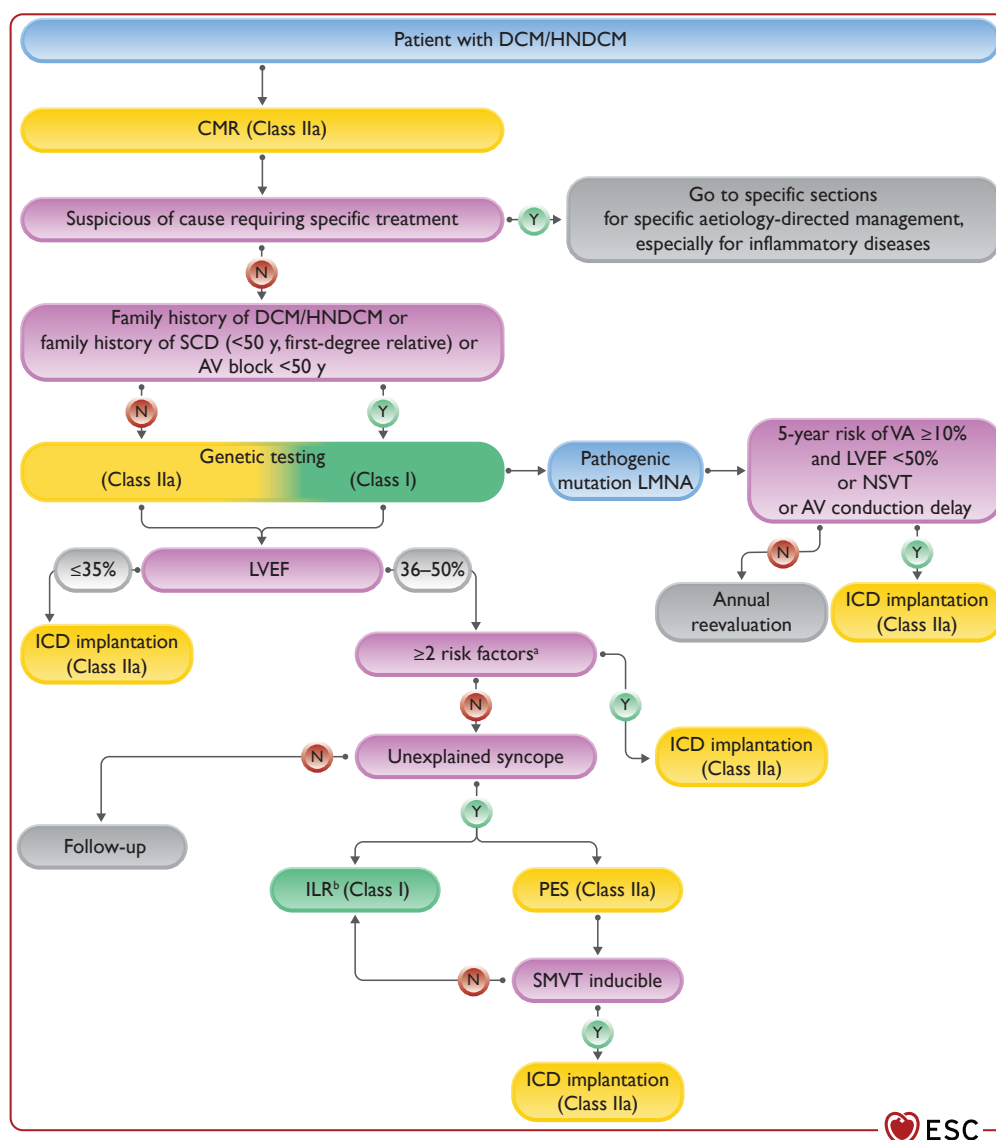 Patient with DCM/HNDCM
CMR (Class IIa)
Suspicious of cause requiring specific treatment
Y
Go to specific sections
for specific aetiology-directed management,
especially for inflammatory diseases
N
Family history of DCM/HNDCM or
family history of SCD (<50 y, first-degree relative) or
AV block <50 y
N
Y
Genetic testing
(Class IIa)
(Class I)
Pathogenic
mutation LMNA
5-year risk of VA ≥10%
and LVEF <50%
or NSVT
or AV conduction delay
N
Y
Annual
reevaluation
ICD implantation
(Class IIa)
≤35%
LVEF
36–50%
ICD implantation
(Class IIa)
≥2 risk factorsᵃ
N
Y
ICD implantation
(Class IIa)
Unexplained syncope
N
Follow-up
Y
ILRᵇ (Class I)
PES (Class IIa)
SMVT inducible
N
Y
ICD implantation
(Class IIa)
ESC